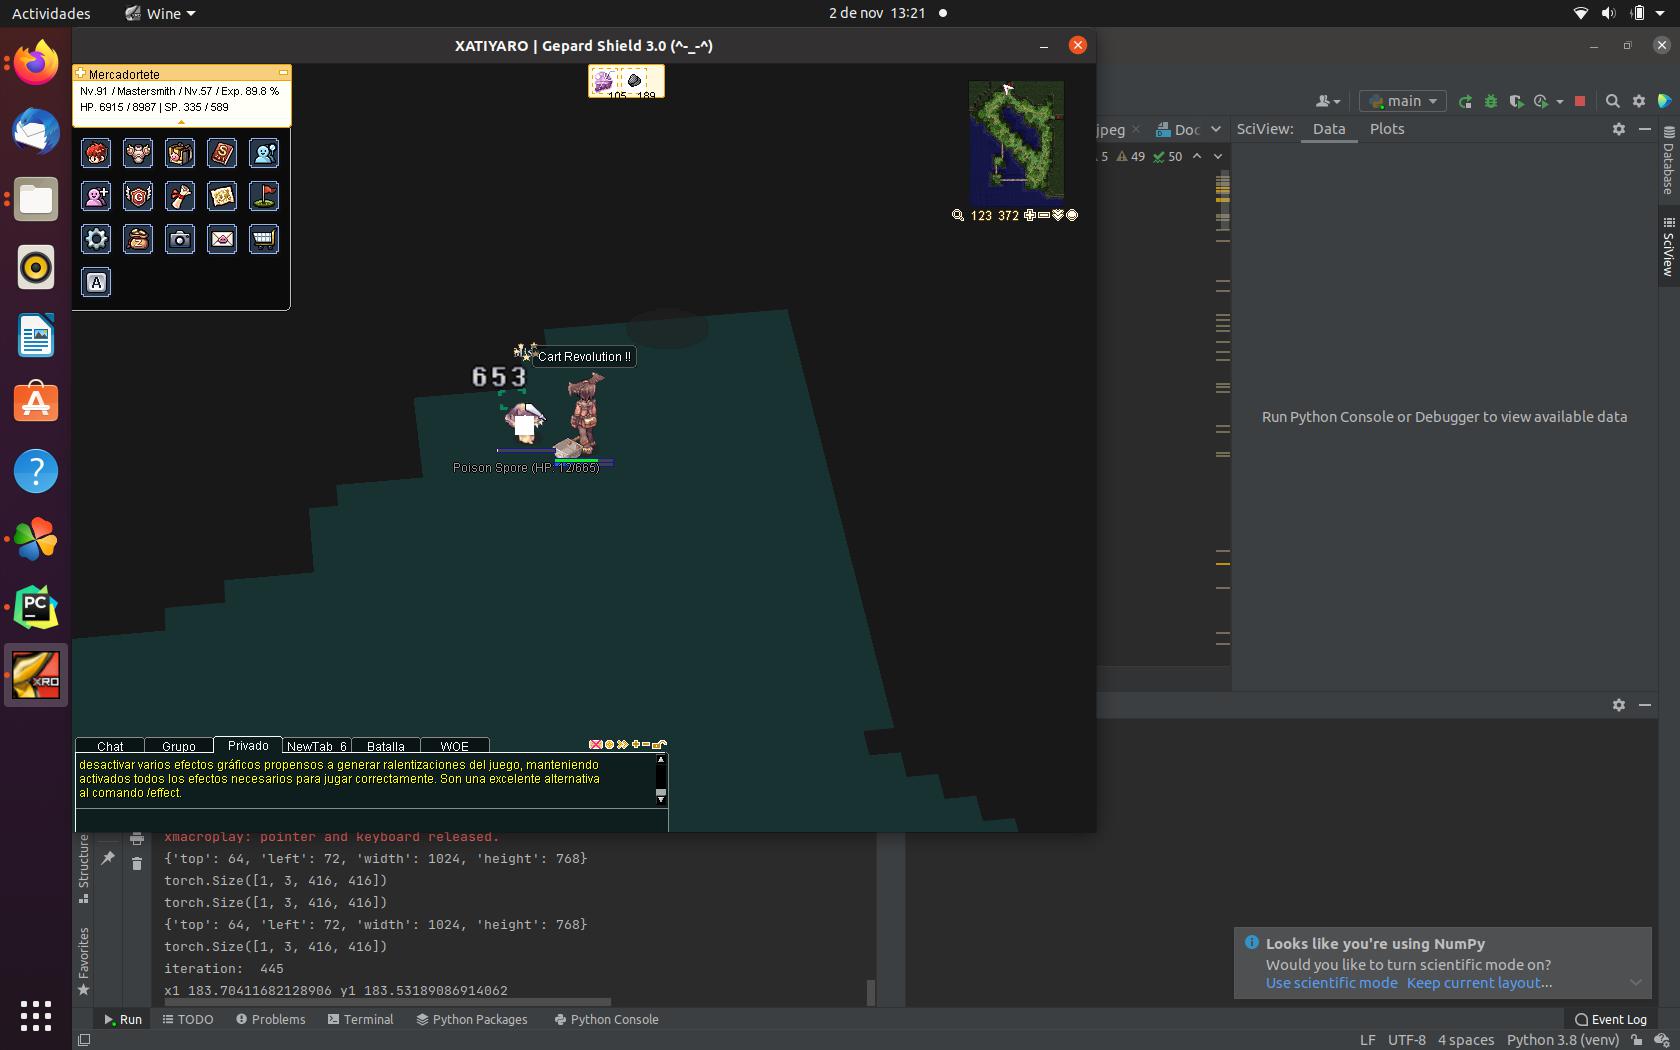 Actividades
Wine
2 de nov 13:21
XATIYARO | Gepard Shield 3.0 (^-_-^)
Mercadortete
Nv.91 / Mastersmith / Nv.57 / Exp. 89.8 %
HP. 6915 / 8987 | SP. 335 / 589
105 189
123 372
A
Cart Revolution !!
653
Poison Spore (HP: 12/665)
Chat Grupo Privado NewTab_6 Batalla WOE
desactivar varios efectos gráficos propensos a generar ralentizaciones del juego, manteniendo
activados todos los efectos necesarios para jugar correctamente. Son una excelente alternativa
al comando /effect.
PC
XRO
main
jpeg
Doc
SciView: Data Plots
5 49 50
Database
SciView
Run Python Console or Debugger to view available data
xmacroplay: pointer and keyboard released.
{'top': 64, 'left': 72, 'width': 1024, 'height': 768}
torch.Size([1, 3, 416, 416])
torch.Size([1, 3, 416, 416])
{'top': 64, 'left': 72, 'width': 1024, 'height': 768}
torch.Size([1, 3, 416, 416])
iteration: 445
x1 183.70411682128906 y1 183.53189086914062
Structure
Favorites
Looks like you're using NumPy
Would you like to turn scientific mode on?
Use scientific mode Keep current layout...
Run TODO Problems Terminal Python Packages Python Console
Event Log
LF UTF-8 4 spaces Python 3.8 (venv)